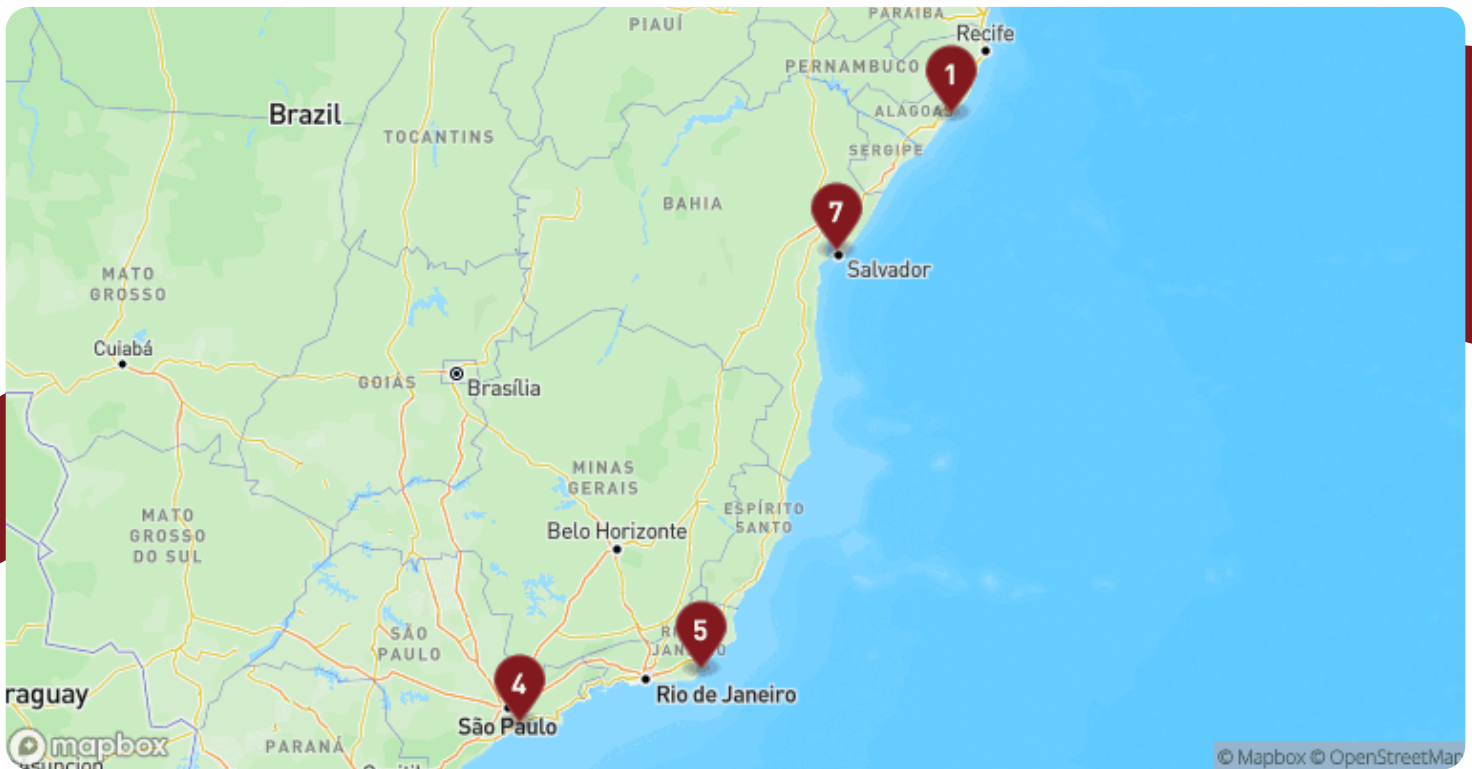 PARAÍBA
PIAUÍ
Recife
PERNAMBUCO
1
Brazil
ALAGOAS
TOCANTINS
SERGIPE
BAHIA
7
Salvador
MATO
GROSSO
Cuiabá
GOIÁS
Brasília
MINAS
GERAIS
ESPÍRITO
SANTO
MATO
GROSSO
DO SUL
Belo Horizonte
SÃO
PAULO
5
4
Rio de Janeiro
raguay
São Paulo
PARANÁ
mapbox
© Mapbox © OpenStreetMap